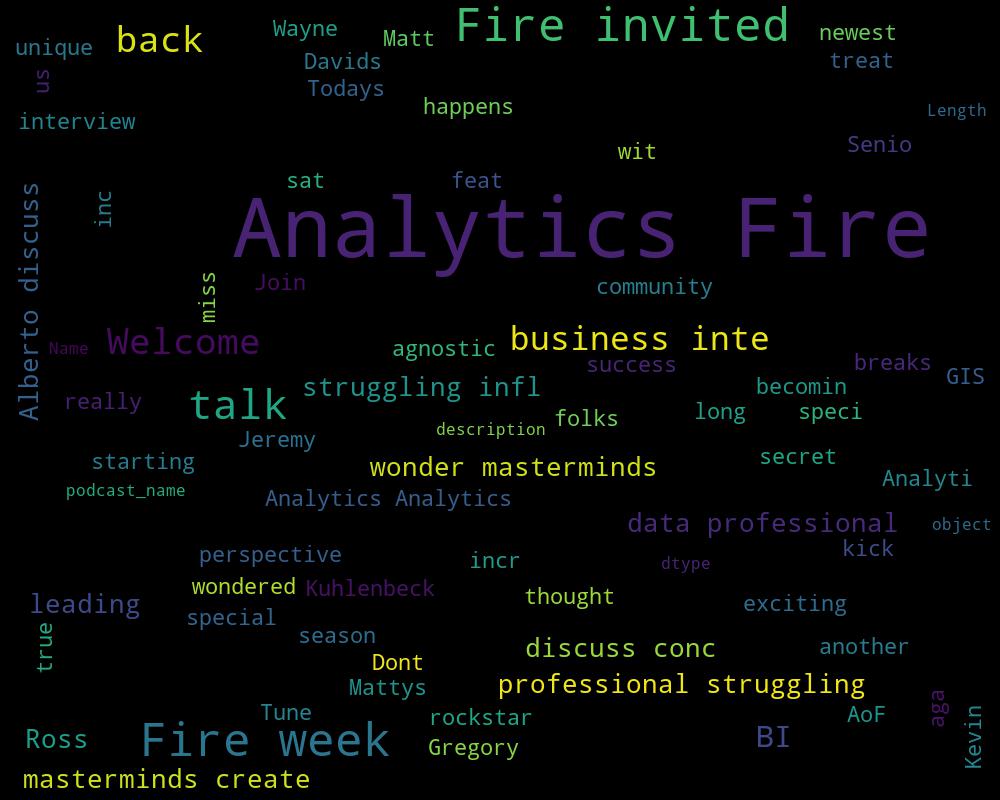 Fire invited
back
Wayne
Matt
newest
unique
Davids
treat
us
Todays
happens
Length
interview
Senio
wit
sat
feat
inc
Analytics Fire
Alberto discuss
miss
Join
community
Name
Welcome
agnostic
business inte
success
breaks
GIS
really
talk
struggling infl
becomin
long
speci
folks
description
Jeremy
starting
wonder masterminds
secret
Analyti
podcast_name
Analytics Analytics
data professional
object
kick
perspective
incr
dtype
wondered
Kuhlenbeck
thought
leading
special
exciting
season
true
discuss conc
another
Dont
Mattys
professional struggling
aga
Tune
rockstar
AoF
Kevin
Ross
Fire week
Gregory
BI
masterminds create